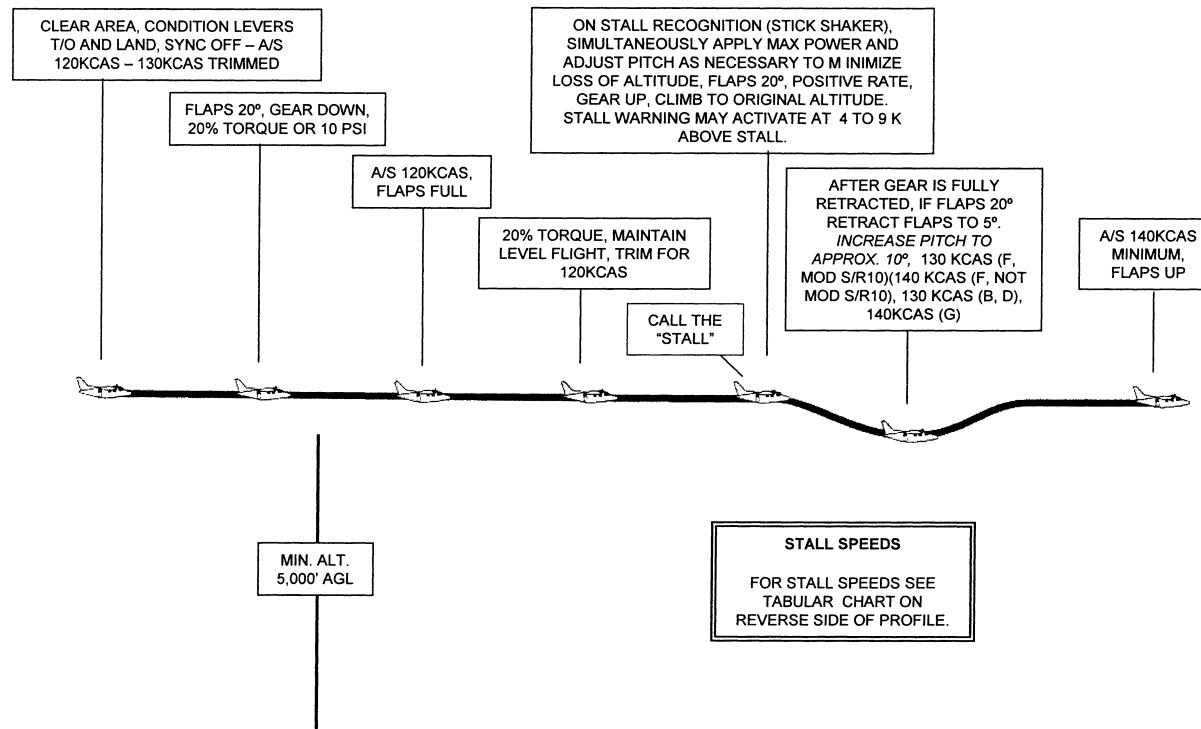 CLEAR AREA, CONDITION LEVERS
T/O AND LAND, SYNC OFF – A/S
120KCAS – 130KCAS TRIMMED
FLAPS 20º, GEAR DOWN,
20% TORQUE OR 10 PSI
A/S 120KCAS,
FLAPS FULL
20% TORQUE, MAINTAIN
LEVEL FLIGHT, TRIM FOR
120KCAS
CALL THE
“STALL”
ON STALL RECOGNITION (STICK SHAKER),
SIMULTANEOUSLY APPLY MAX POWER AND
ADJUST PITCH AS NECESSARY TO M INIMIZE
LOSS OF ALTITUDE, FLAPS 20º, POSITIVE RATE,
GEAR UP, CLIMB TO ORIGINAL ALTITUDE.
STALL WARNING MAY ACTIVATE AT 4 TO 9 K
ABOVE STALL.
AFTER GEAR IS FULLY
RETRACTED, IF FLAPS 20º
RETRACT FLAPS TO 5º.
INCREASE PITCH TO
APPROX. 10º, 130 KCAS (F,
MOD S/R10)(140 KCAS (F, NOT
MOD S/R10), 130 KCAS (B, D),
140KCAS (G)
A/S 140KCAS
MINIMUM,
FLAPS UP
MIN. ALT.
5,000’ AGL
STALL SPEEDS
FOR STALL SPEEDS SEE
TABULAR CHART ON
REVERSE SIDE OF PROFILE.